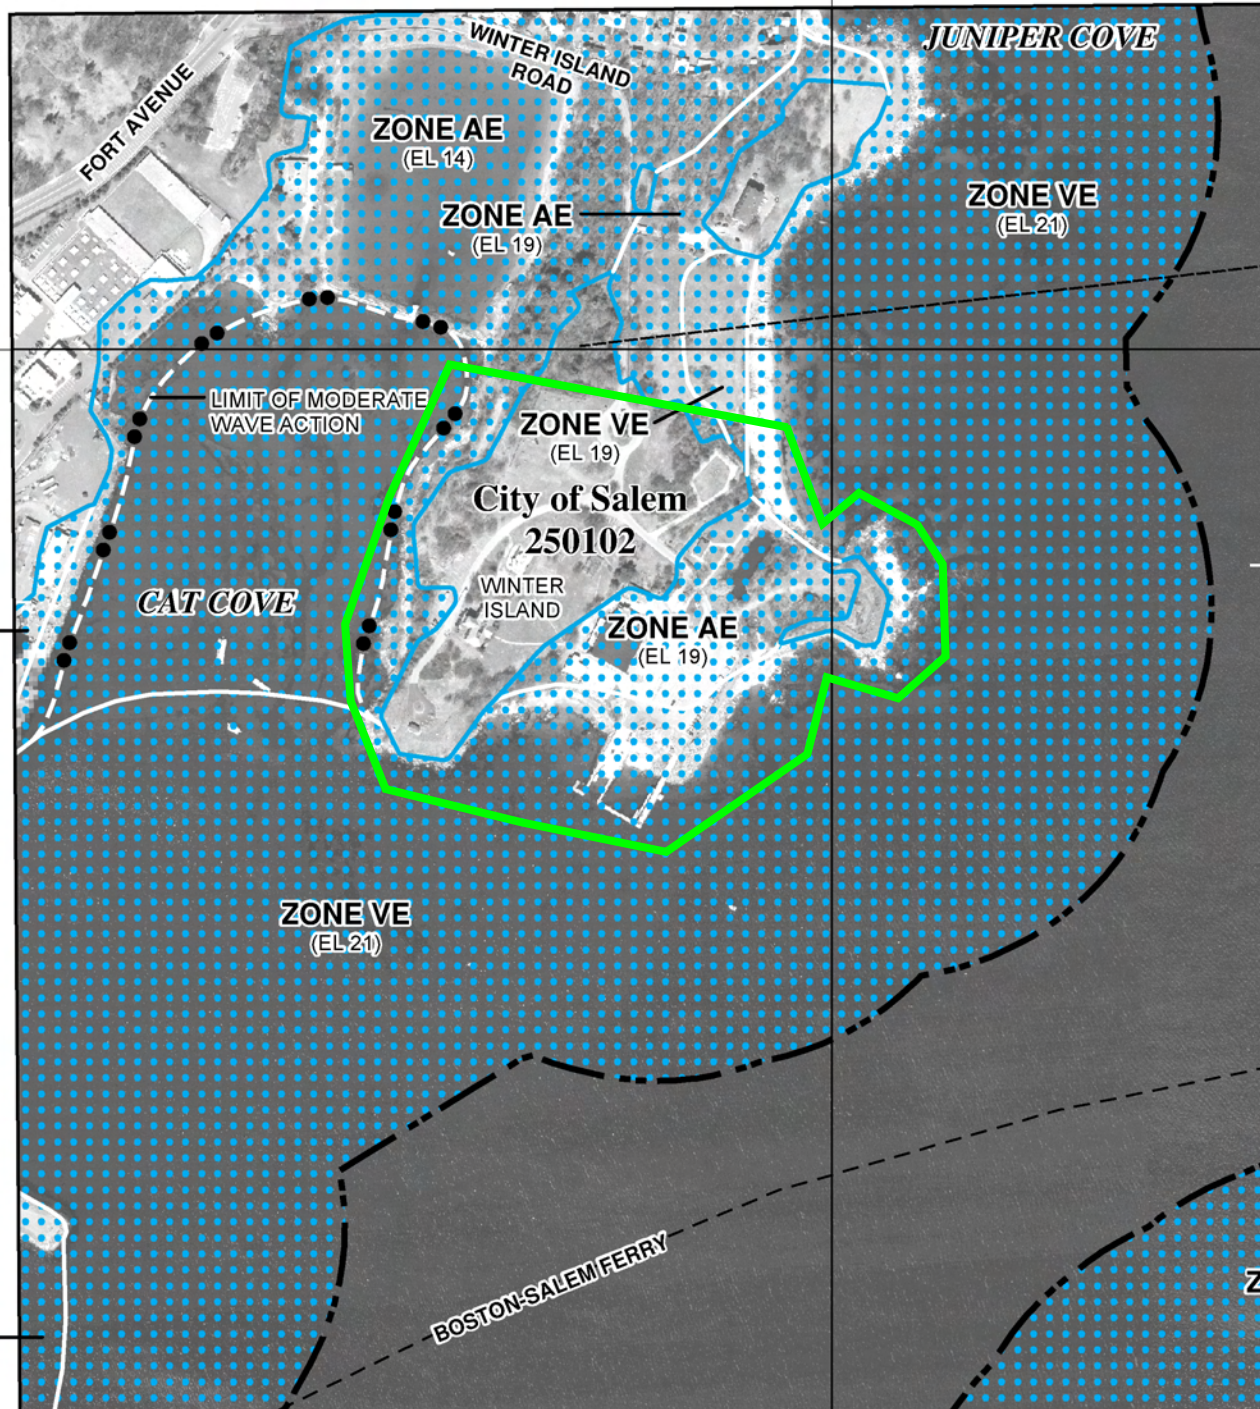 JUNIPER COVE
WINTER ISLAND
ROAD
FORT AVENUE
ZONE AE
(EL 14)
ZONE AE
(EL 19)
ZONE VE
(EL 21)
LIMIT OF MODERATE
WAVE ACTION
ZONE VE
(EL 19)
City of Salem
250102
WINTER
ISLAND
CAT COVE
ZONE AE
(EL 19)
ZONE VE
(EL 21)
BOSTON-SALEM FERRY
Z